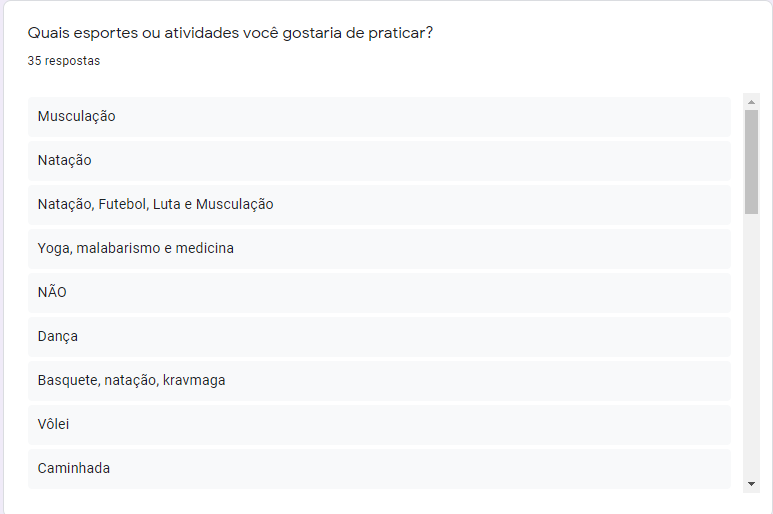 Quais esportes ou atividades você gostaria de praticar?
35 respostas
Musculação
Natação
Natação, Futebol, Luta e Musculação
Yoga, malabarismo e medicina
NÃO
Dança
Basquete, natação, kravmaga
Vôlei
Caminhada